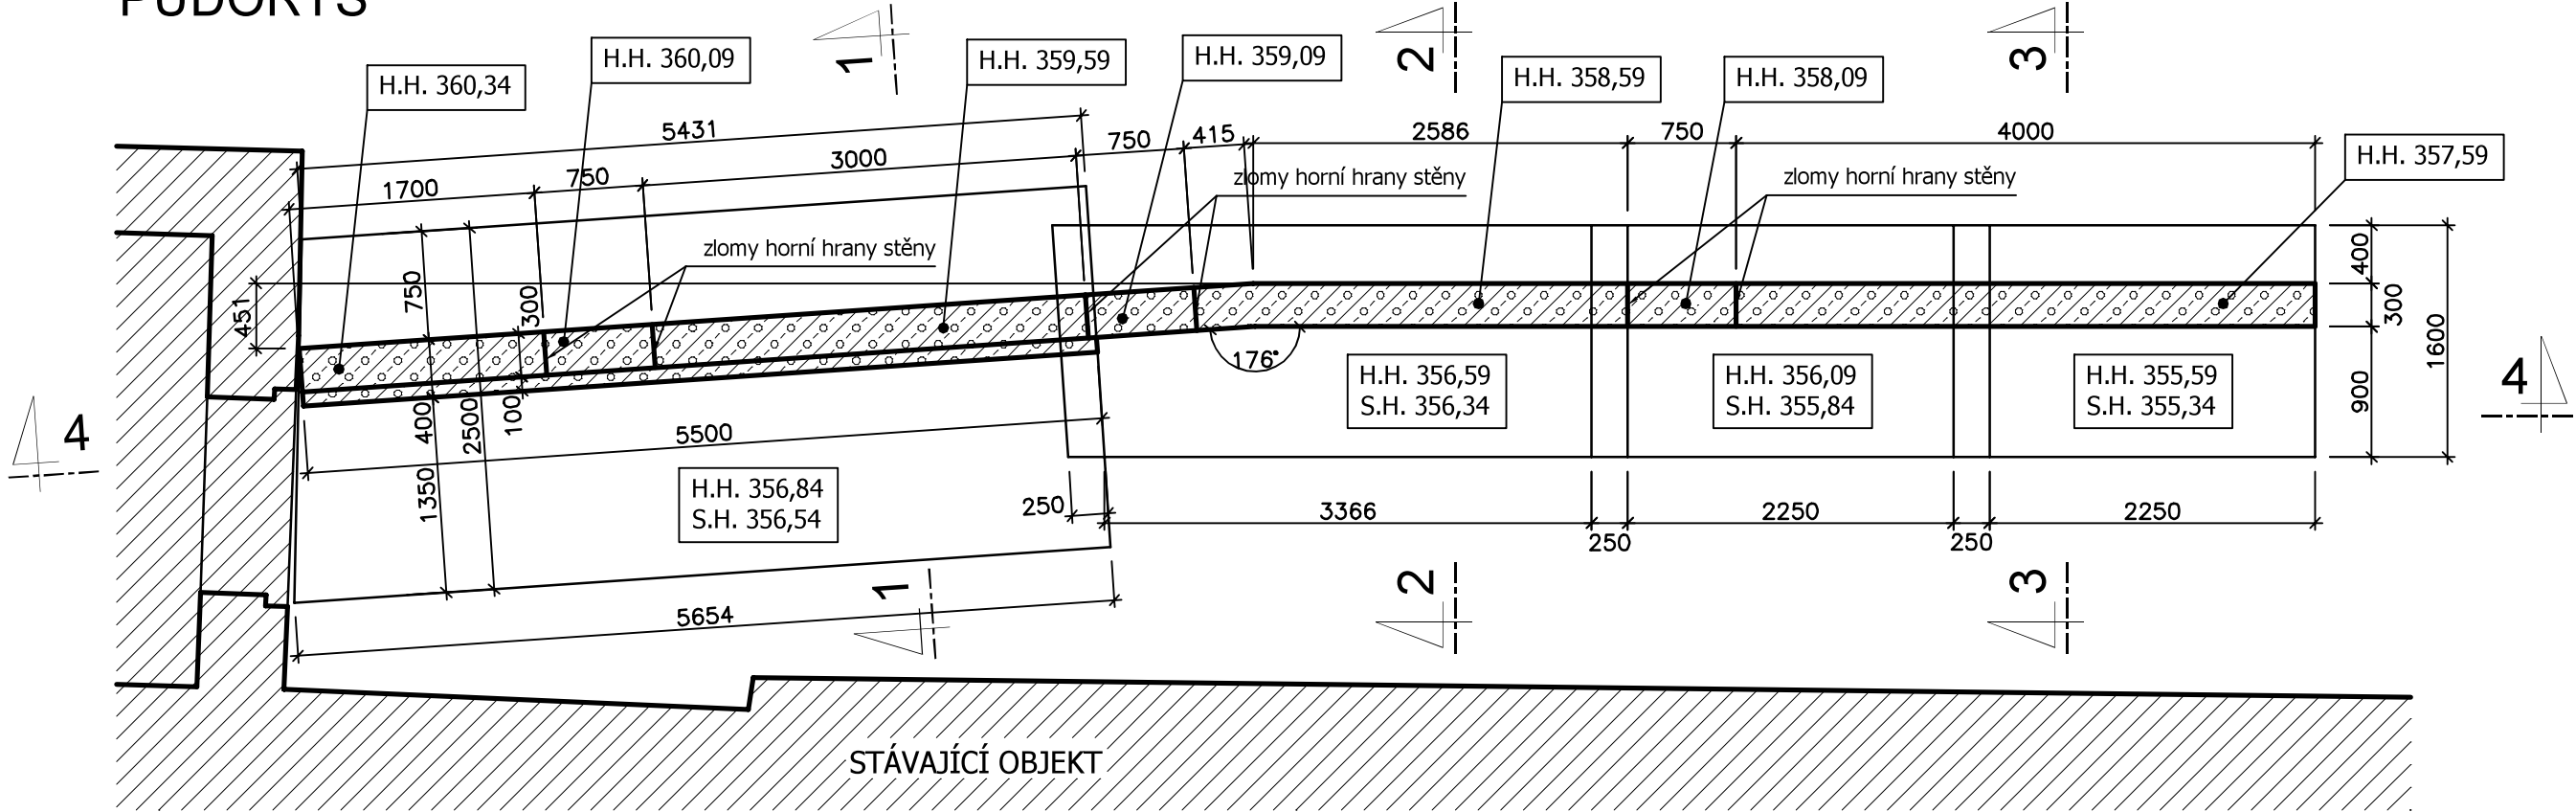 PŮDORYS
1
2
3
H.H. 360,34
H.H. 360,09
H.H. 359,59
H.H. 359,09
H.H. 358,59
H.H. 358,09
H.H. 357,59
5431
750
415
2586
750
4000
1700
750
3000
zlomy horní hrany stěny
zlomy horní hrany stěny
zlomy horní hrany stěny
451
750
300
400
300
1600
900
176°
H.H. 356,59
S.H. 356,34
H.H. 356,09
S.H. 355,84
H.H. 355,59
S.H. 355,34
4
4
400
2500
100
5500
1350
H.H. 356,84
S.H. 356,54
250
3366
250
2250
250
2250
1
2
3
5654
STÁVAJÍCÍ OBJEKT